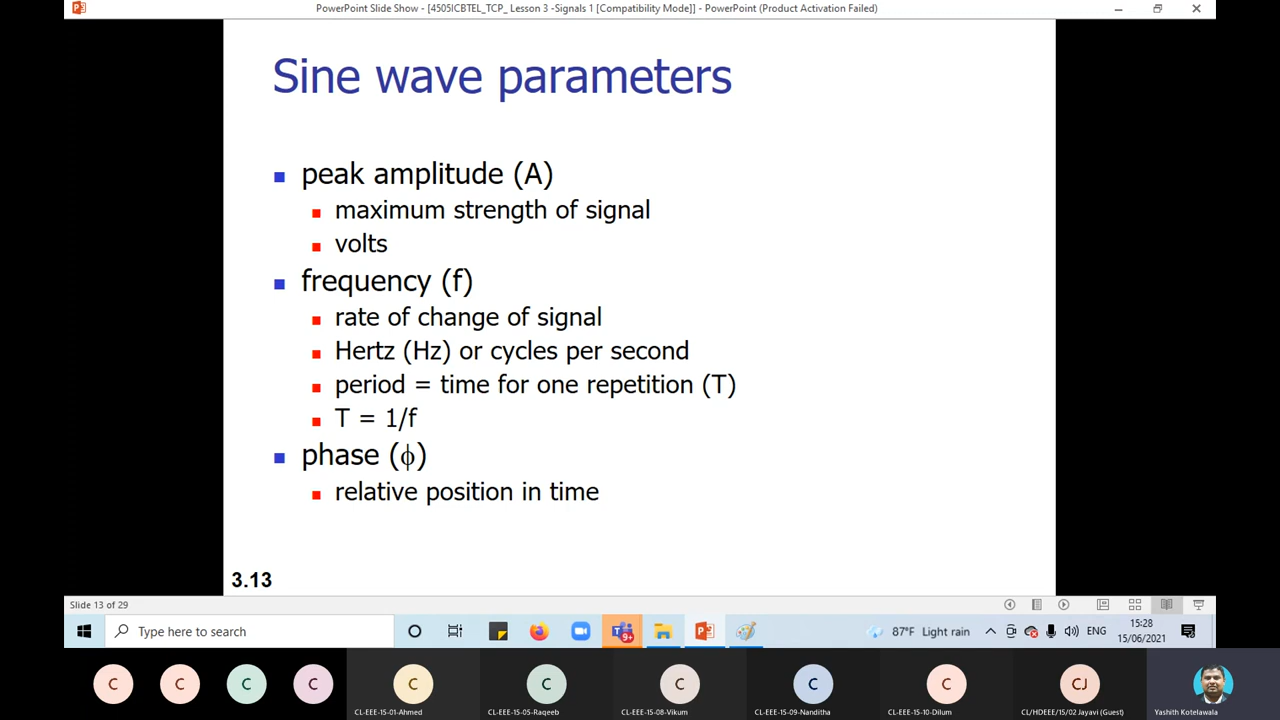 PowerPoint Slide Show - [4505ICBTEL_TCP_ Lesson 3 -Signals 1 [Compatibility Mode]] - PowerPoint (Product Activation Failed)
Sine wave parameters
peak amplitude (A)
maximum strength of signal
volts
frequency (f)
rate of change of signal
Hertz (Hz) or cycles per second
period = time for one repetition (T)
T = 1/f
phase (ϕ)
relative position in time
3.13
Slide 13 of 29
Type here to search
9+
87°F Light rain
ENG
15:28
15/06/2021
C C C C C C C C C CJ
CL-EEE-15-01-Ahmed CL-EEE-15-05-Raqeeb CL-EEE-15-08-Vikum CL-EEE-15-09-Nanditha CL-EEE-15-10-Dilum CL/HDEEE/15/02 Jayavi (Guest) Yashith Kotelawala